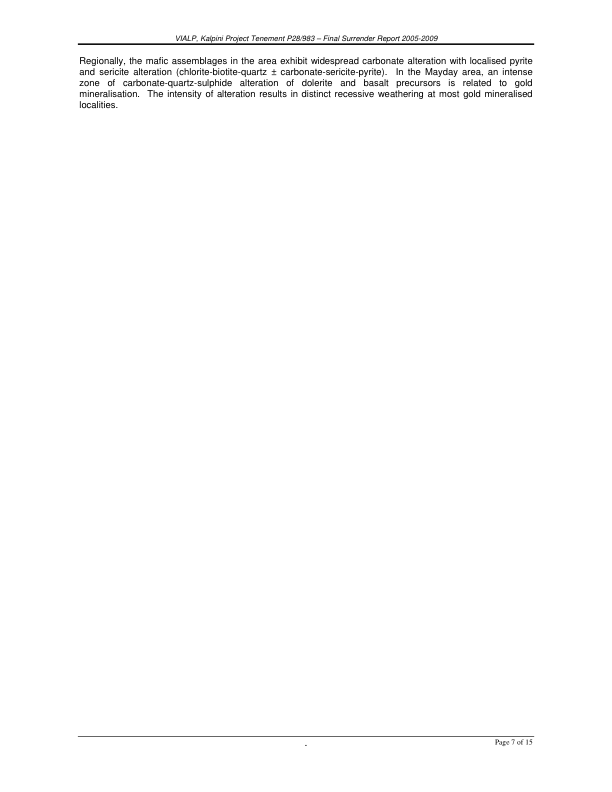 VIALP, Kalpini Project Tenement P28/983 – Final Surrender Report 2005-2009
Regionally, the mafic assemblages in the area exhibit widespread carbonate alteration with localised pyrite
and sericite alteration (chlorite-biotite-quartz ± carbonate-sericite-pyrite). In the Mayday area, an intense
zone of carbonate-quartz-sulphide alteration of dolerite and basalt precursors is related to gold
mineralisation. The intensity of alteration results in distinct recessive weathering at most gold mineralised
localities.
-
Page 7 of 15